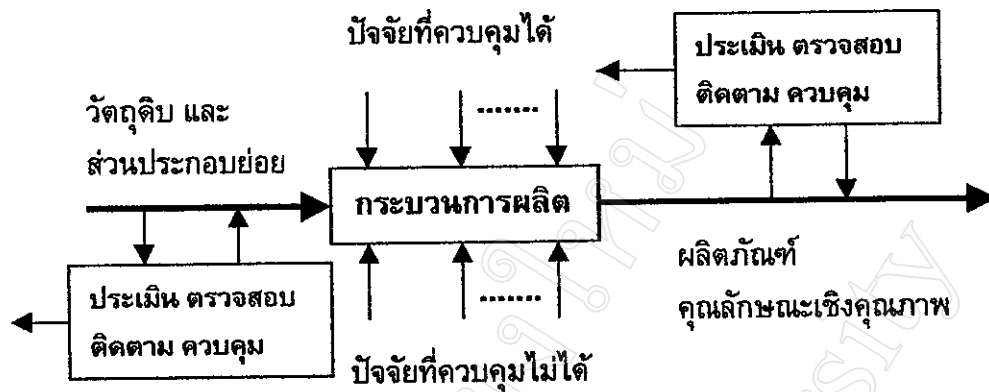 ปัจจัยที่ควบคุมได้
ประเมิน ตรวจสอบ
ติดตาม ควบคุม
วัตถุดิบ และ
ส่วนประกอบย่อย
กระบวนการผลิต
ผลิตภัณฑ์
คุณลักษณะเชิงคุณภาพ
ประเมิน ตรวจสอบ
ติดตาม ควบคุม
ปัจจัยที่ควบคุมไม่ได้